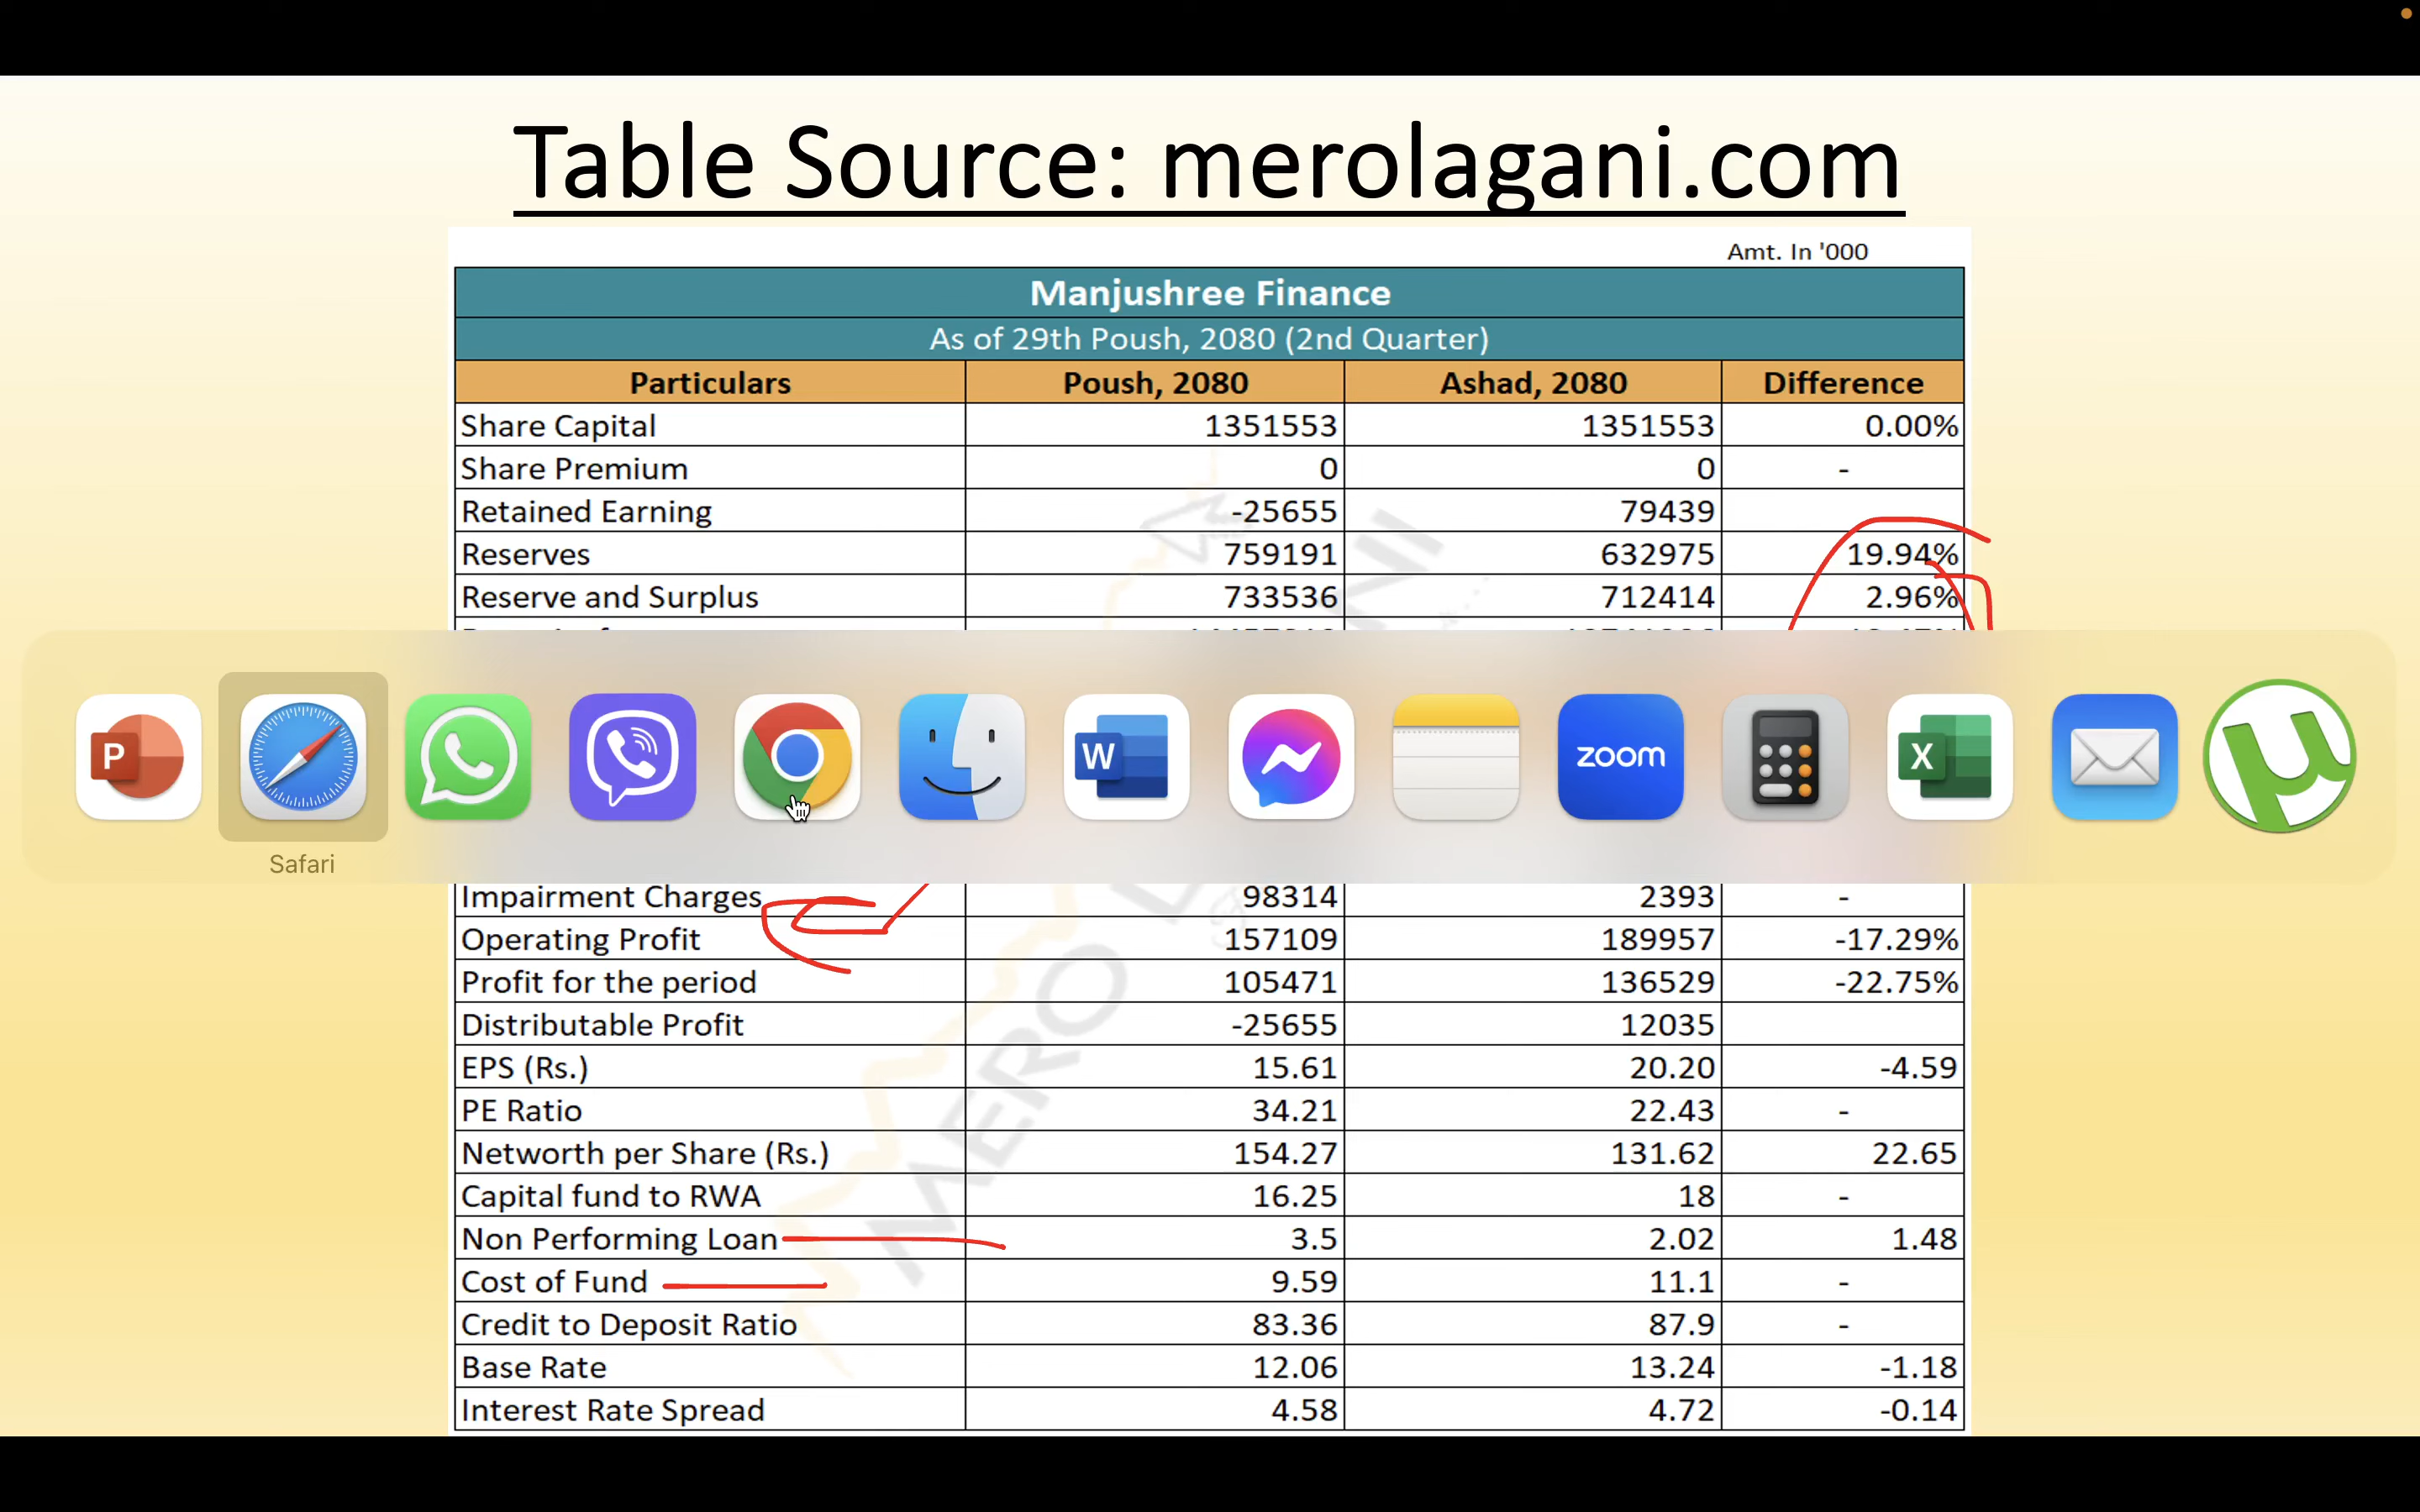 Table Source: merolagani.com
Amt. In '000
Manjushree Finance
As of 29th Poush, 2080 (2nd Quarter)
Particulars Poush, 2080 Ashad, 2080 Difference
Share Capital 1351553 1351553 0.00%
Share Premium 0 0 -
Retained Earning -25655 79439
Reserves 759191 632975 19.94%
Reserve and Surplus 733536 712414 2.96%
P
W
zoom
X
µ
Safari
Impairment Charges 98314 2393 -
Operating Profit 157109 189957 -17.29%
Profit for the period 105471 136529 -22.75%
Distributable Profit -25655 12035
EPS (Rs.) 15.61 20.20 -4.59
PE Ratio 34.21 22.43 -
Networth per Share (Rs.) 154.27 131.62 22.65
Capital fund to RWA 16.25 18 -
Non Performing Loan 3.5 2.02 1.48
Cost of Fund 9.59 11.1 -
Credit to Deposit Ratio 83.36 87.9 -
Base Rate 12.06 13.24 -1.18
Interest Rate Spread 4.58 4.72 -0.14
MERO